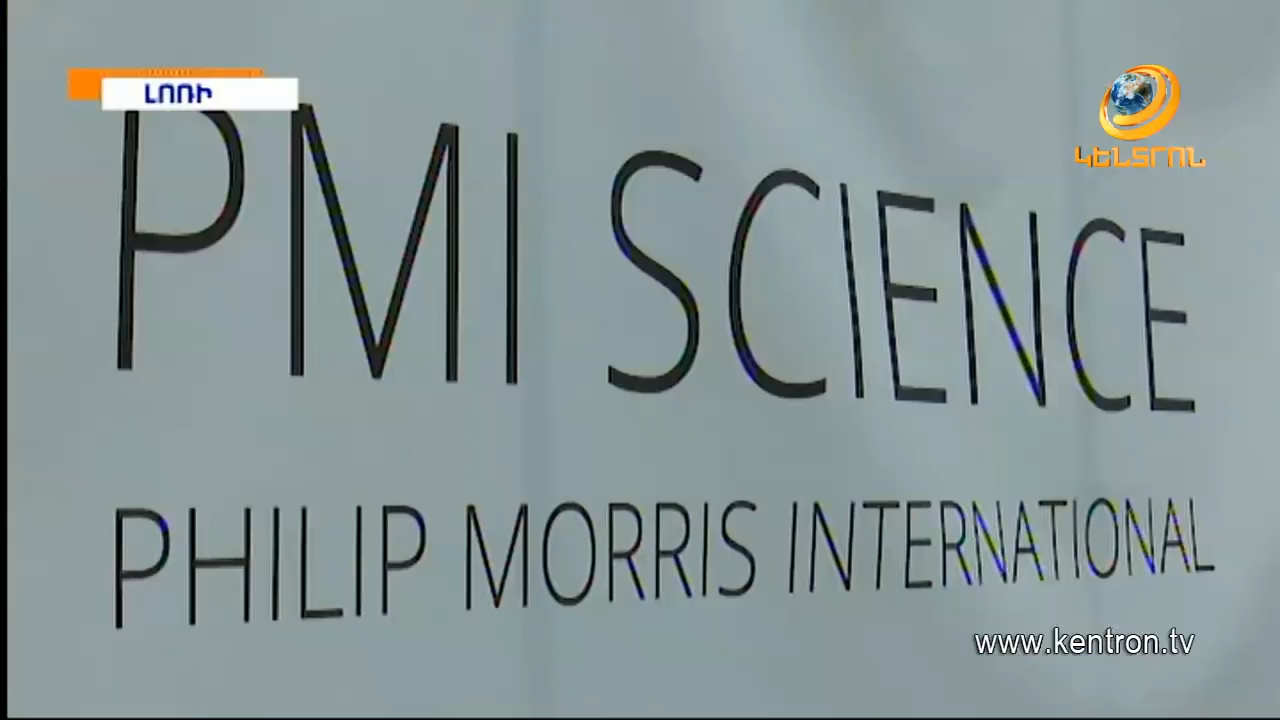 ԼՈՌԻ
ԿԵՆՏՐՈՆ
PMI SCIENCE
PHILIP MORRIS INTERNATIONAL
www.kentron.tv